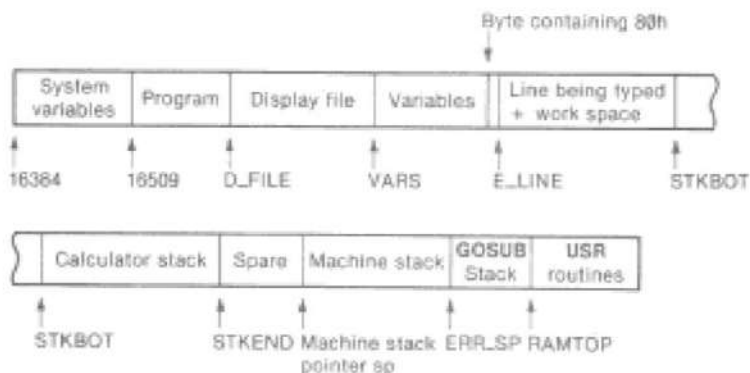 Byte containing 80h
System variables
Program
Display file
Variables
Line being typed + work space
16384
16509
D_FILE
VARS
E_LINE
STKBOT
Calculator stack
Spare
Machine stack
GOSUB Stack
USR routines
STKBOT
STKEND
Machine stack pointer sp
ERR_SP
RAMTOP